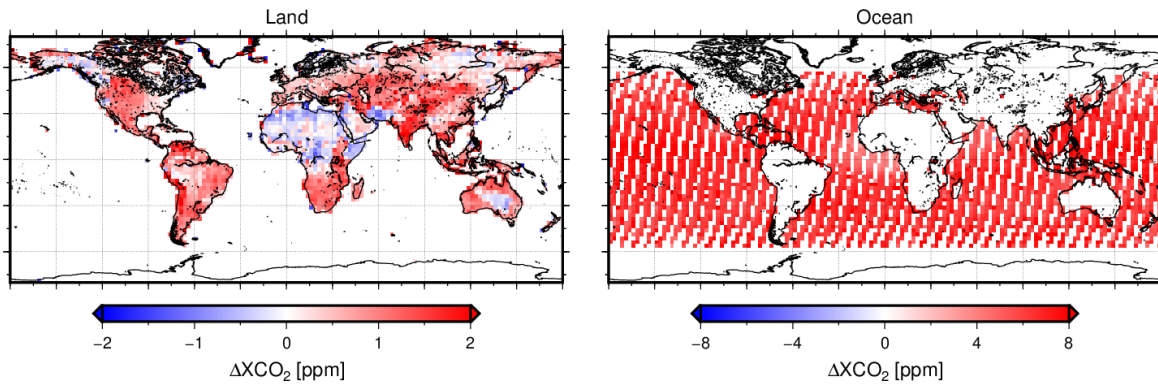 Land
Ocean
−2 −1 0 1 2
−8 −4 0 4 8
ΔXCO₂ [ppm]
ΔXCO₂ [ppm]